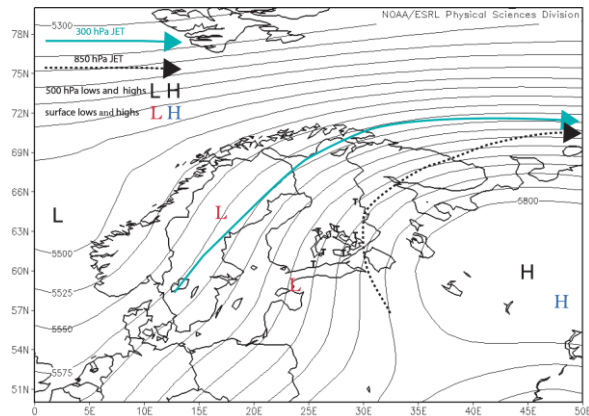 NOAA/ESRL Physical Sciences Division
78N
5300
300 hPa JET
75N
850 hPa JET
500 hPa lows and highs L H
72N
surface lows and highs L H
69N
66N
5800
L
L
T
63N
T T T T
T T
5500
60N
T T
H
5525
L
H
57N
5550
54N
5575
51N
0 5E 10E 15E 20E 25E 30E 35E 40E 45E 50E